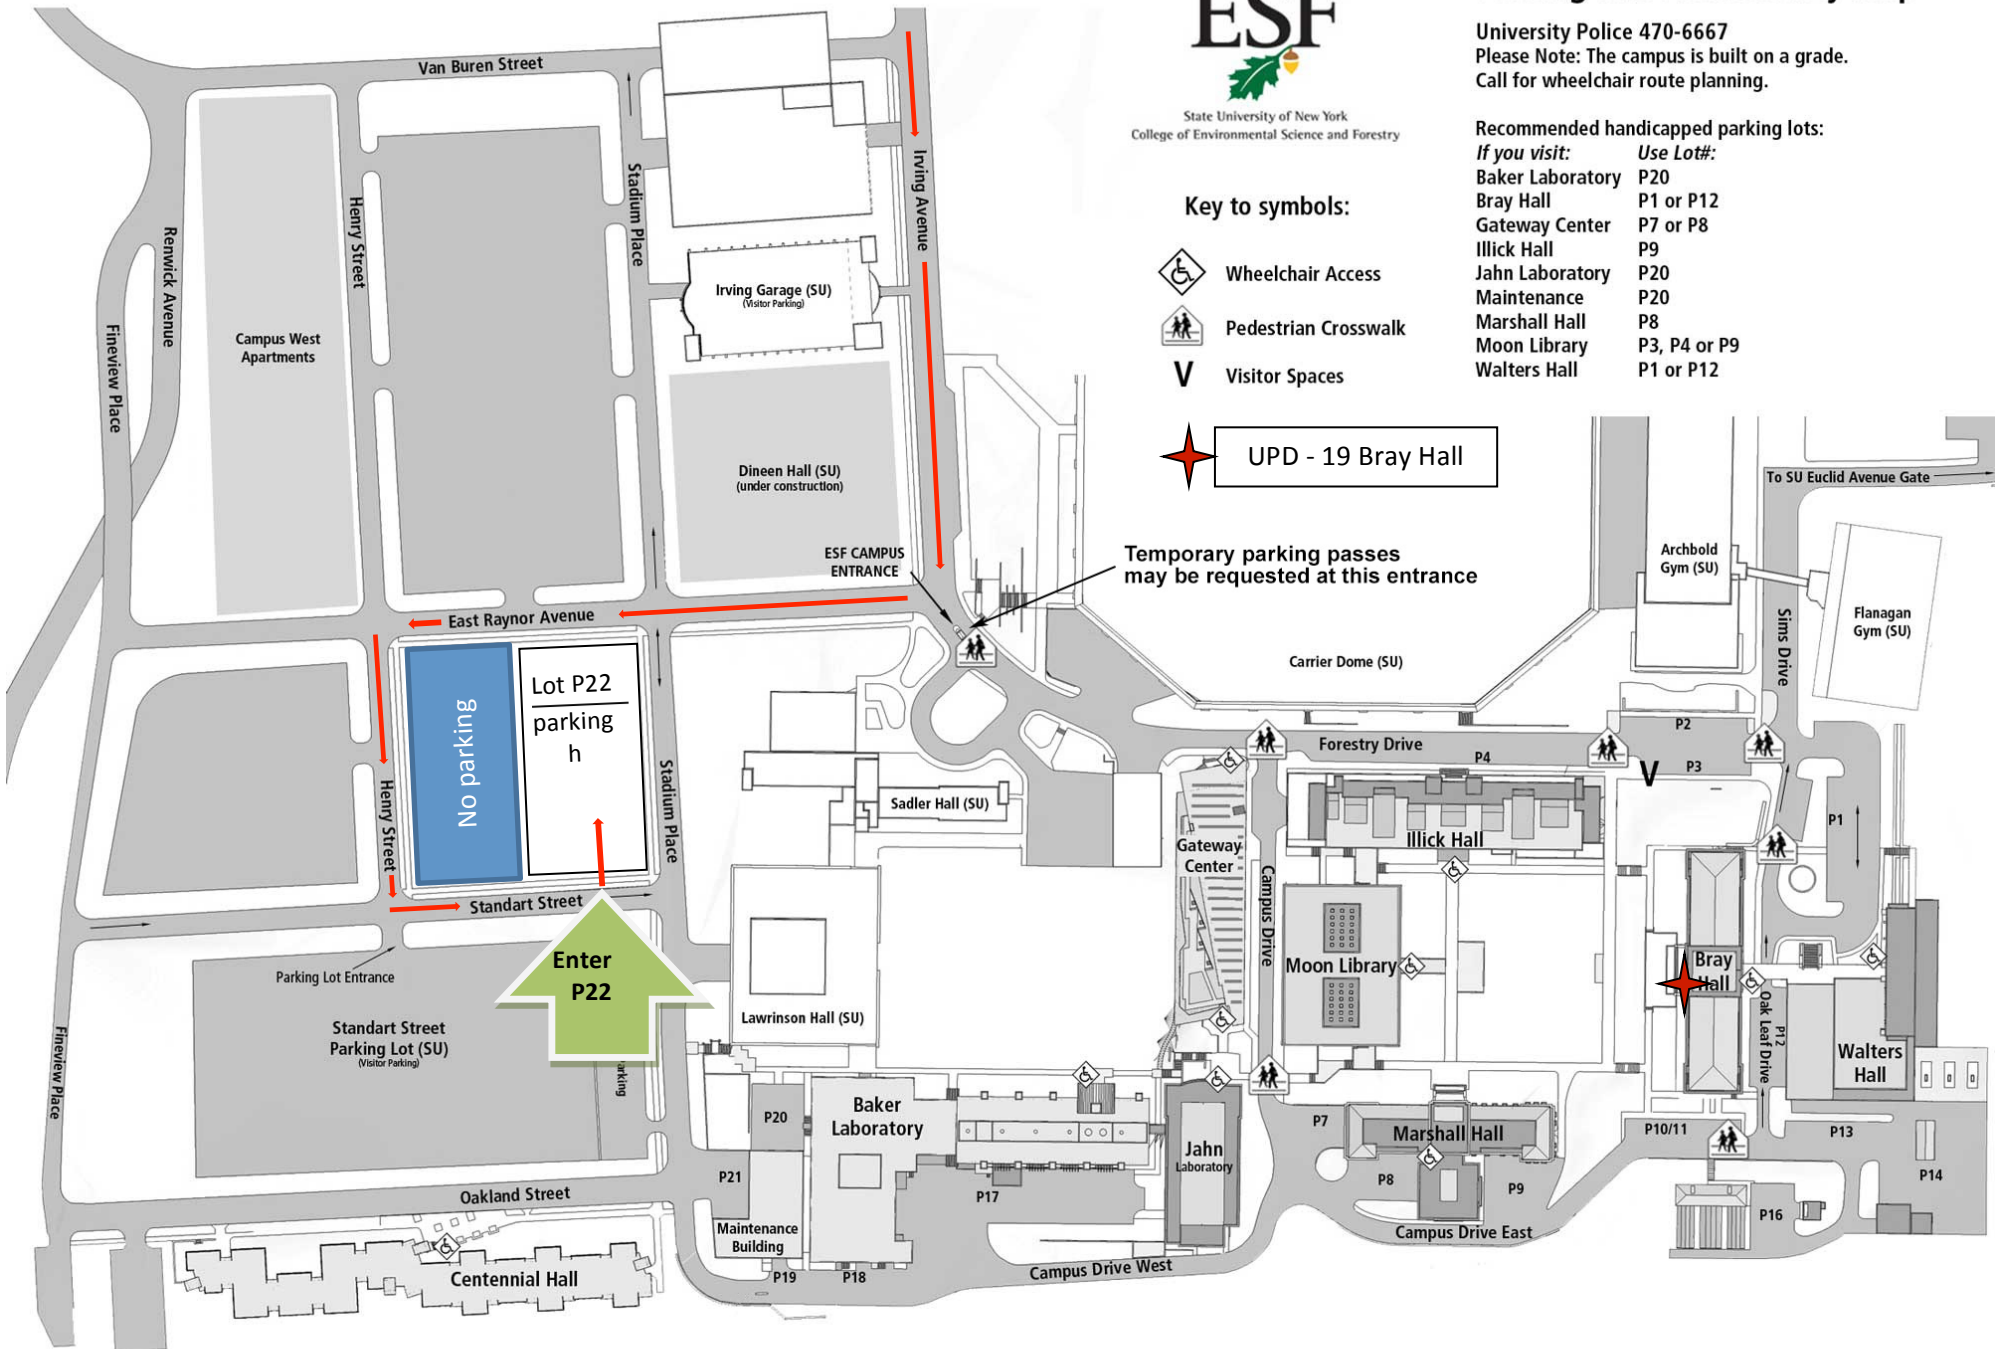 ESF
State University of New York
College of Environmental Science and Forestry
University Police 470-6667
Please Note: The campus is built on a grade.
Call for wheelchair route planning.
Recommended handicapped parking lots:
If you visit: Use Lot#:
Baker Laboratory P20
Bray Hall P1 or P12
Gateway Center P7 or P8
Illick Hall P9
Jahn Laboratory P20
Maintenance P20
Marshall Hall P8
Moon Library P3, P4 or P9
Walters Hall P1 or P12
Key to symbols:
Wheelchair Access
Pedestrian Crosswalk
V Visitor Spaces
UPD - 19 Bray Hall
Temporary parking passes
may be requested at this entrance
Van Buren Street
Renwick Avenue
Henry Street
Stadium Place
Irving Avenue
Fineview Place
Campus West
Apartments
Irving Garage (SU)
(Visitor Parking)
Dineen Hall (SU)
(under construction)
ESF CAMPUS
ENTRANCE
East Raynor Avenue
No parking
Lot P22
parking
h
Henry Street
Stadium Place
Standart Street
Enter
P22
Parking Lot Entrance
Standart Street
Parking Lot (SU)
(Visitor Parking)
Fineview Place
Oakland Street
Centennial Hall
To SU Euclid Avenue Gate
Archbold
Gym (SU)
Flanagan
Gym (SU)
Sims Drive
Carrier Dome (SU)
P2
Forestry Drive
P4
P3
V
P1
Sadler Hall (SU)
Gateway
Center
Illick Hall
Campus Drive
Moon Library
Bray
Hall
Oak Leaf Drive
P12
Walters
Hall
Lawrinson Hall (SU)
P20
Baker
Laboratory
Jahn
Laboratory
P7
Marshall Hall
P10/11
P13
P14
P21
P17
P8
P9
P16
Maintenance
Building
Campus Drive East
P19
P18
Campus Drive West